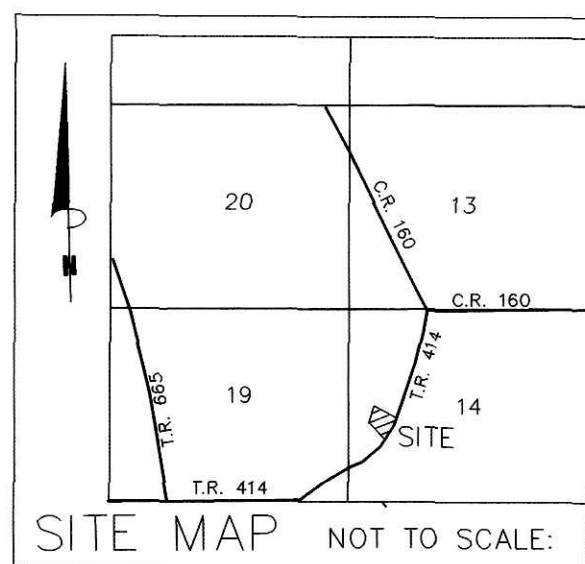 20
C.R. 160
13
C.R. 160
N
T.R. 665
19
T.R. 414
14
SITE
T.R. 414
SITE MAP NOT TO SCALE: